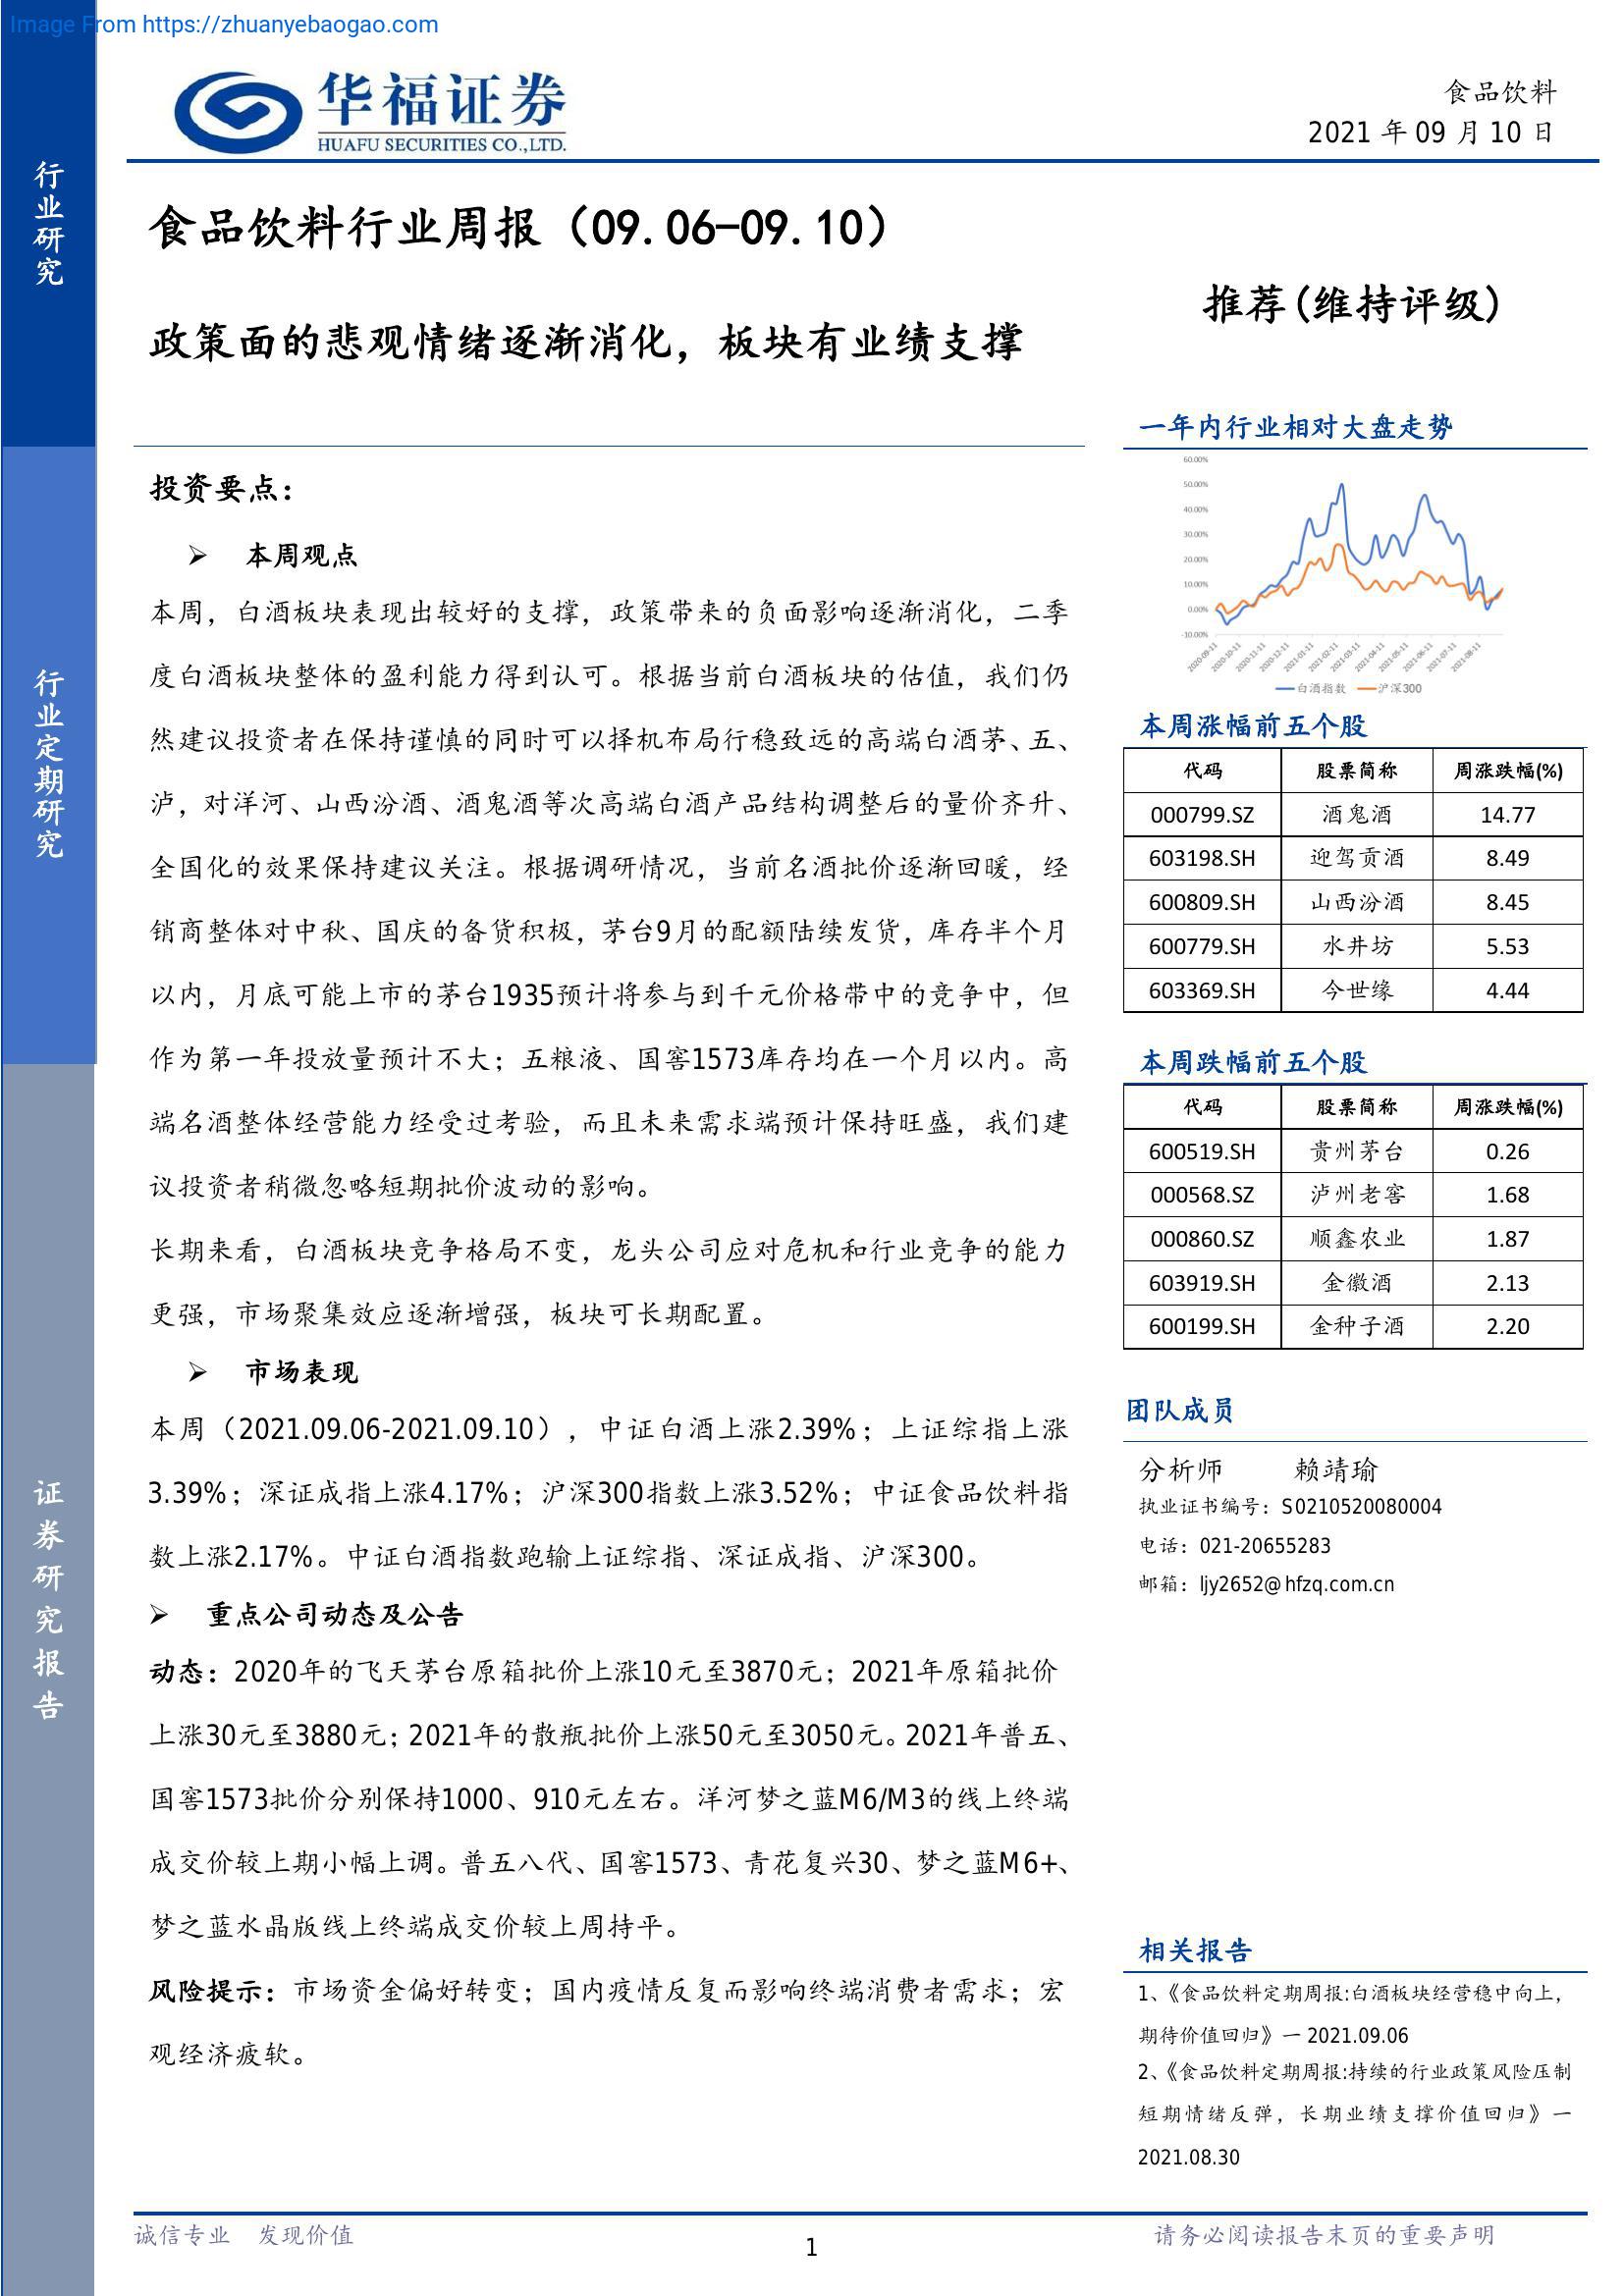 Image From https://zhuanyebaogao.com
华福证券
HUAFU SECURITIES CO.,LTD.
食品饮料
2021 年 09 月 10 日
行业研究
行业定期研究
证券研究报告
食品饮料行业周报（09.06-09.10）
政策面的悲观情绪逐渐消化，板块有业绩支撑
推荐(维持评级)
投资要点：
➢ 本周观点
本周，白酒板块表现出较好的支撑，政策带来的负面影响逐渐消化，二季
度白酒板块整体的盈利能力得到认可。根据当前白酒板块的估值，我们仍
然建议投资者在保持谨慎的同时可以择机布局行稳致远的高端白酒茅、五、
泸，对洋河、山西汾酒、酒鬼酒等次高端白酒产品结构调整后的量价齐升、
全国化的效果保持建议关注。根据调研情况，当前名酒批价逐渐回暖，经
销商整体对中秋、国庆的备货积极，茅台9月的配额陆续发货，库存半个月
以内，月底可能上市的茅台1935预计将参与到千元价格带中的竞争中，但
作为第一年投放量预计不大；五粮液、国窖1573库存均在一个月以内。高
端名酒整体经营能力经受过考验，而且未来需求端预计保持旺盛，我们建
议投资者稍微忽略短期批价波动的影响。
长期来看，白酒板块竞争格局不变，龙头公司应对危机和行业竞争的能力
更强，市场聚集效应逐渐增强，板块可长期配置。
➢ 市场表现
本周（2021.09.06-2021.09.10），中证白酒上涨2.39%；上证综指上涨
3.39%；深证成指上涨4.17%；沪深300指数上涨3.52%；中证食品饮料指
数上涨2.17%。中证白酒指数跑输上证综指、深证成指、沪深300。
➢ 重点公司动态及公告
动态：2020年的飞天茅台原箱批价上涨10元至3870元；2021年原箱批价
上涨30元至3880元；2021年的散瓶批价上涨50元至3050元。2021年普五、
国窖1573批价分别保持1000、910元左右。洋河梦之蓝M6/M3的线上终端
成交价较上期小幅上调。普五八代、国窖1573、青花复兴30、梦之蓝M6+、
梦之蓝水晶版线上终端成交价较上周持平。
风险提示：市场资金偏好转变；国内疫情反复而影响终端消费者需求；宏
观经济疲软。
一年内行业相对大盘走势
60.00%
50.00%
40.00%
30.00%
20.00%
10.00%
0.00%
-10.00%
2020-09-11 2020-10-11 2020-11-11 2020-12-11 2021-01-11 2021-02-11 2021-03-11 2021-04-11 2021-05-11 2021-06-11 2021-07-11 2021-08-11
白酒指数 沪深300
本周涨幅前五个股
代码 股票简称 周涨跌幅(%)
000799.SZ 酒鬼酒 14.77
603198.SH 迎驾贡酒 8.49
600809.SH 山西汾酒 8.45
600779.SH 水井坊 5.53
603369.SH 今世缘 4.44
本周跌幅前五个股
代码 股票简称 周涨跌幅(%)
600519.SH 贵州茅台 0.26
000568.SZ 泸州老窖 1.68
000860.SZ 顺鑫农业 1.87
603919.SH 金徽酒 2.13
600199.SH 金种子酒 2.20
团队成员
分析师 赖靖瑜
执业证书编号：S0210520080004
电话：021-20655283
邮箱：ljy2652@hfzq.com.cn
相关报告
1、《食品饮料定期周报:白酒板块经营稳中向上，
期待价值回归》一 2021.09.06
2、《食品饮料定期周报:持续的行业政策风险压制
短期情绪反弹，长期业绩支撑价值回归》一
2021.08.30
诚信专业 发现价值
1
请务必阅读报告末页的重要声明